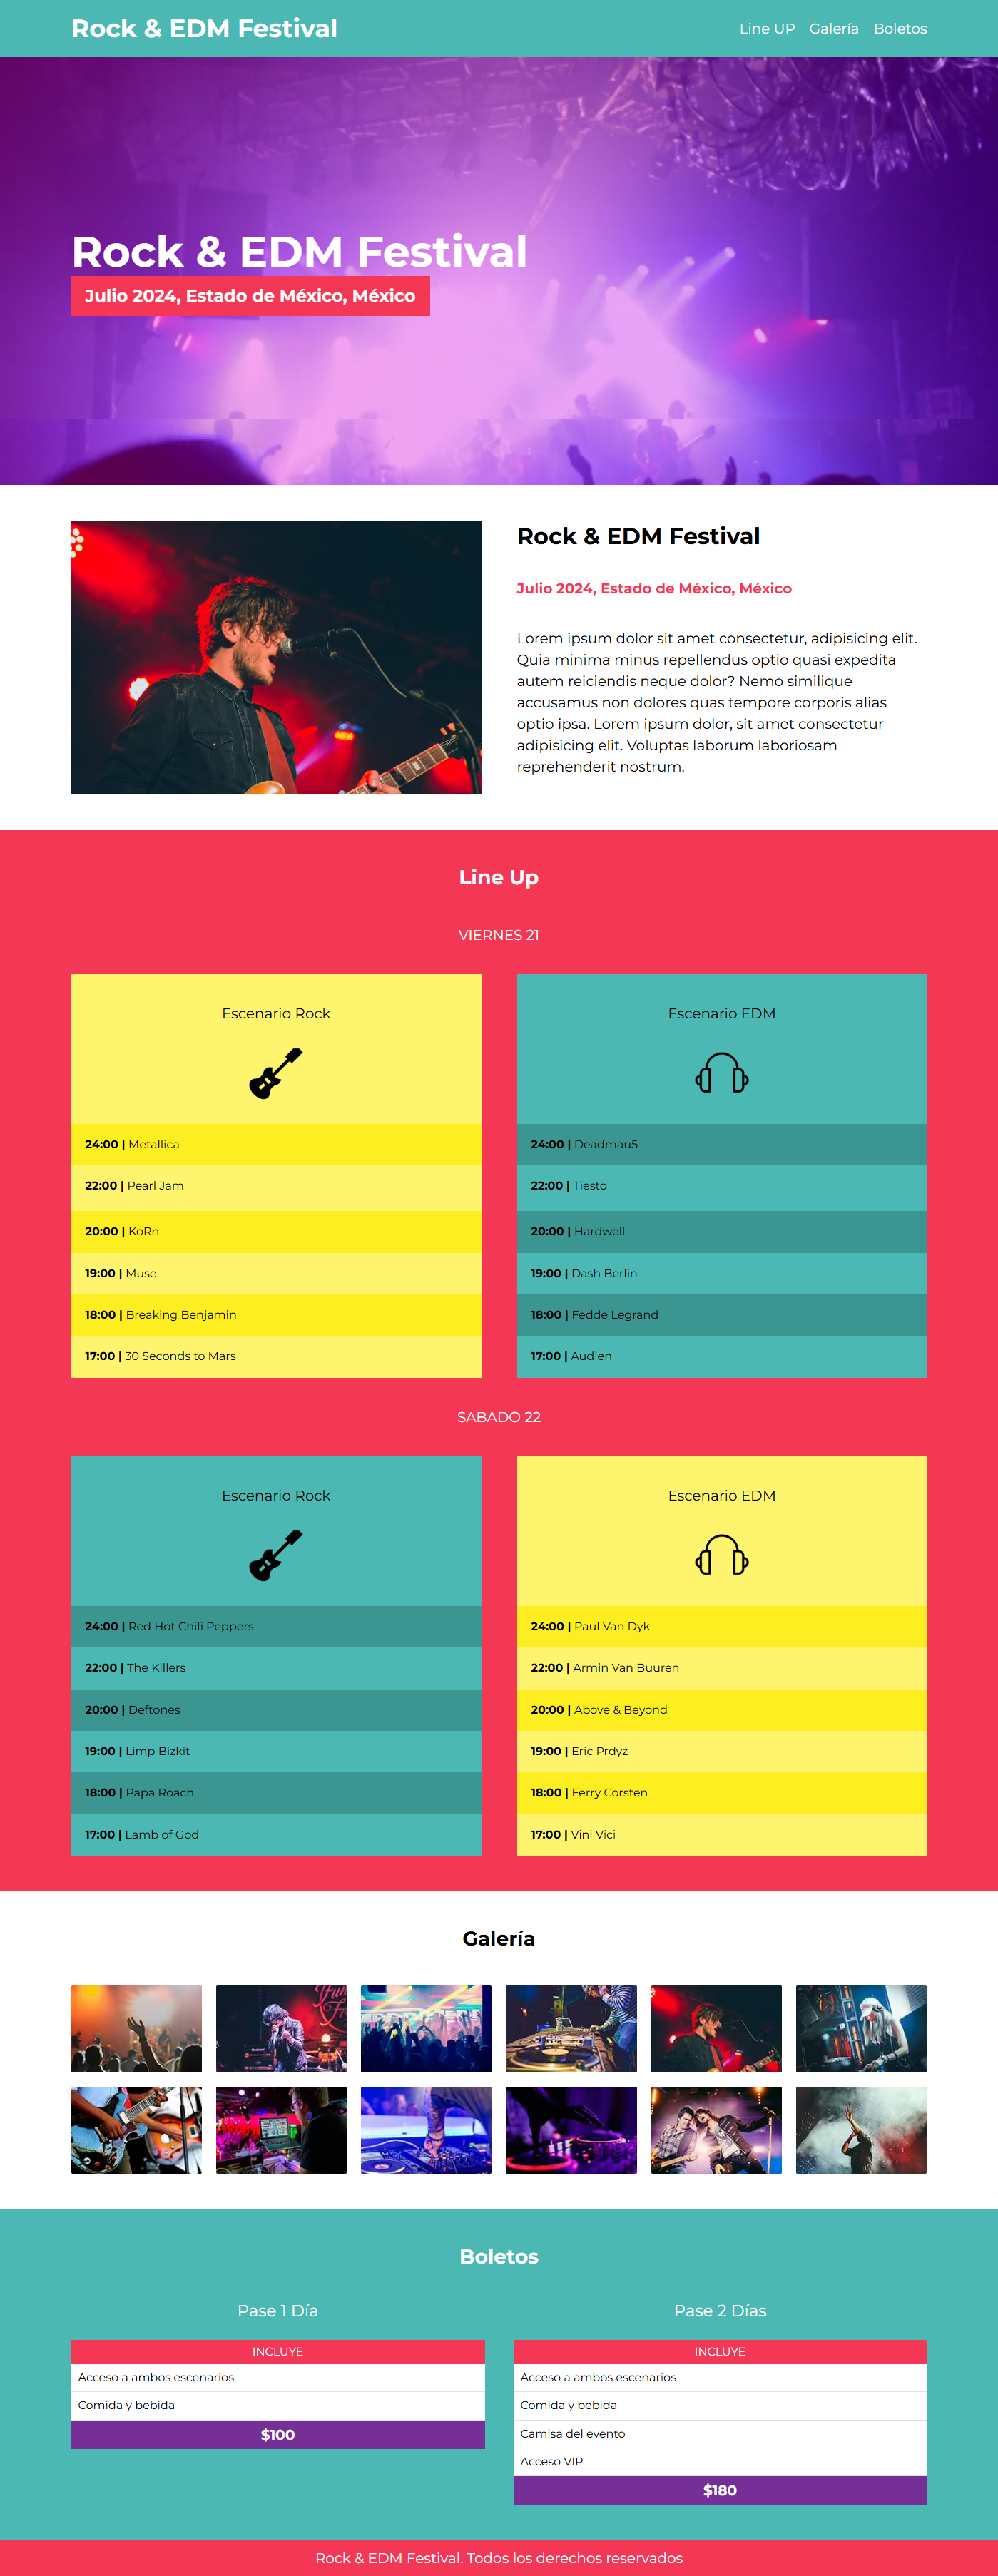 Rock & EDM Festival
Line UP Galería Boletos
Rock & EDM Festival
Julio 2024, Estado de México, México
Rock & EDM Festival
Julio 2024, Estado de México, México
Lorem ipsum dolor sit amet consectetur, adipisicing elit.
Quia minima minus repellendus optio quasi expedita
autem reiciendis neque dolor? Nemo similique
accusamus non dolores quas tempore corporis alias
optio ipsa. Lorem ipsum dolor, sit amet consectetur
adipisicing elit. Voluptas laborum laboriosam
reprehenderit nostrum.
Line Up
VIERNES 21
Escenario Rock
24:00 | Metallica
22:00 | Pearl Jam
20:00 | KoRn
19:00 | Muse
18:00 | Breaking Benjamin
17:00 | 30 Seconds to Mars
Escenario EDM
24:00 | Deadmau5
22:00 | Tiesto
20:00 | Hardwell
19:00 | Dash Berlin
18:00 | Fedde Legrand
17:00 | Audien
SABADO 22
Escenario Rock
24:00 | Red Hot Chili Peppers
22:00 | The Killers
20:00 | Deftones
19:00 | Limp Bizkit
18:00 | Papa Roach
17:00 | Lamb of God
Escenario EDM
24:00 | Paul Van Dyk
22:00 | Armin Van Buuren
20:00 | Above & Beyond
19:00 | Eric Prdyz
18:00 | Ferry Corsten
17:00 | Vini Vici
Galería
Boletos
Pase 1 Día
INCLUYE
Acceso a ambos escenarios
Comida y bebida
$100
Pase 2 Días
INCLUYE
Acceso a ambos escenarios
Comida y bebida
Camisa del evento
Acceso VIP
$180
Rock & EDM Festival. Todos los derechos reservados